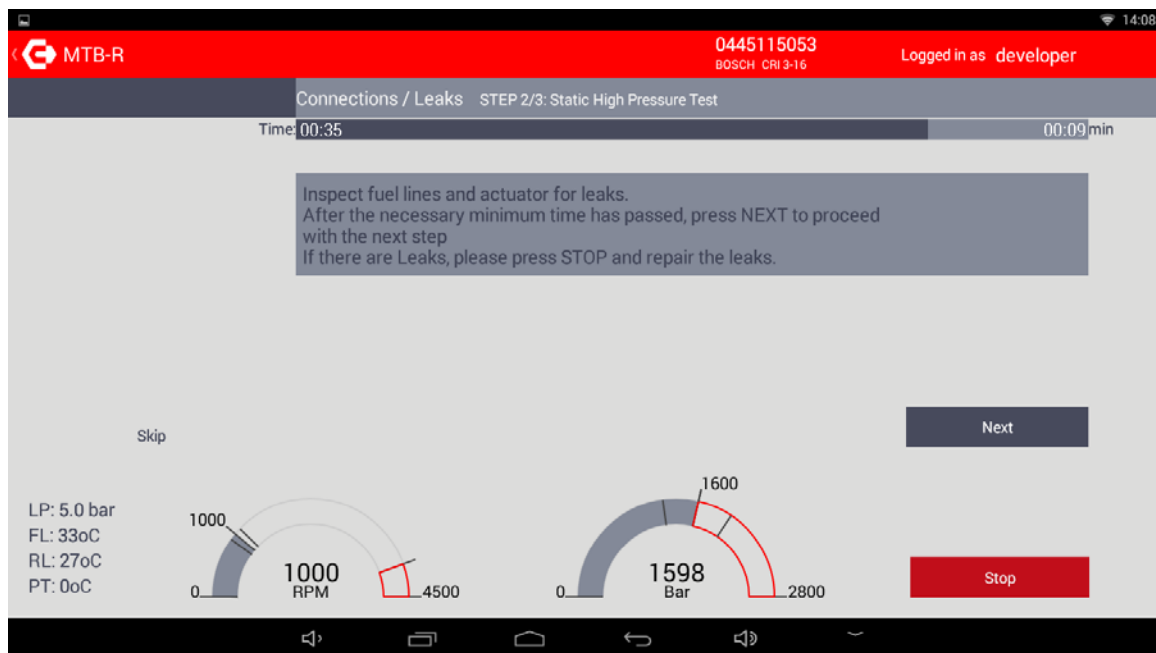 14:08
MTB-R
0445115053
BOSCH CRI 3-16
Logged in as developer
Connections / Leaks STEP 2/3: Static High Pressure Test
Time: 00:35 00:09 min
Inspect fuel lines and actuator for leaks.
After the necessary minimum time has passed, press NEXT to proceed
with the next step
If there are Leaks, please press STOP and repair the leaks.
Skip
Next
LP: 5.0 bar
FL: 33oC
RL: 27oC
PT: 0oC
1000
0
1000
RPM
4500
1600
0
1598
Bar
2800
Stop